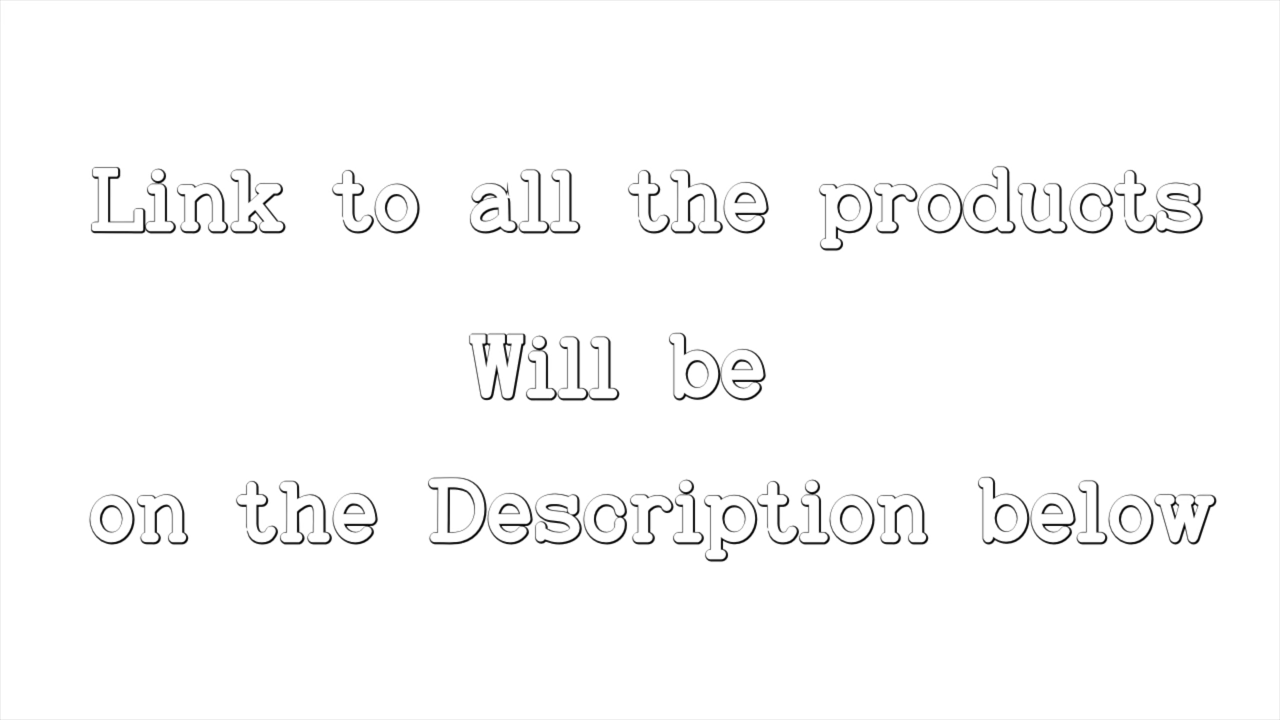 Link to all the products
Will be
on the Description below